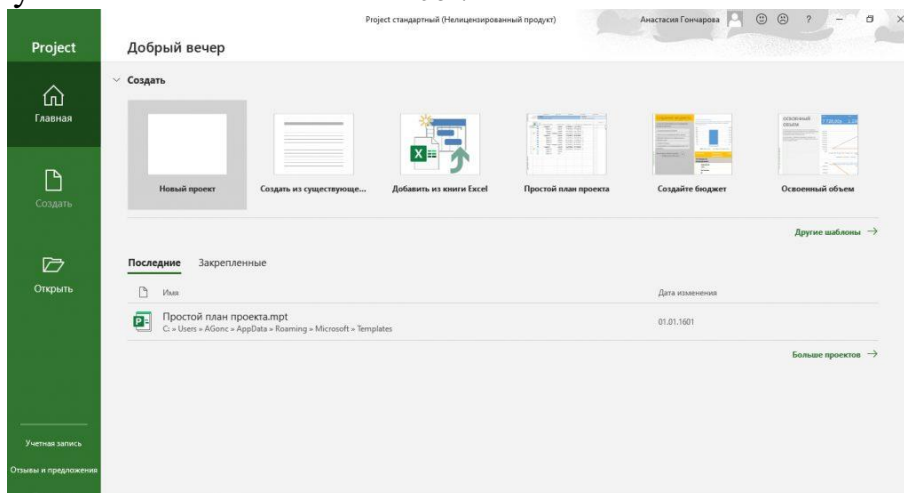 Project стандартный (Нелицензированный продукт)
Анастасия Гончарова
?
Project
Добрый вечер
Создать
Главная
Новый проект
Создать из существующе...
Добавить из книги Excel
Простой план проекта
Создайте бюджет
Освоенный объем
Создать
Другие шаблоны →
Последние
Закрепленные
Открыть
Имя
Дата изменения
Простой план проекта.mpt
C: » Users » AGonc » AppData » Roaming » Microsoft » Templates
01.01.1601
Больше проектов →
Учетная запись
Отзывы и предложения